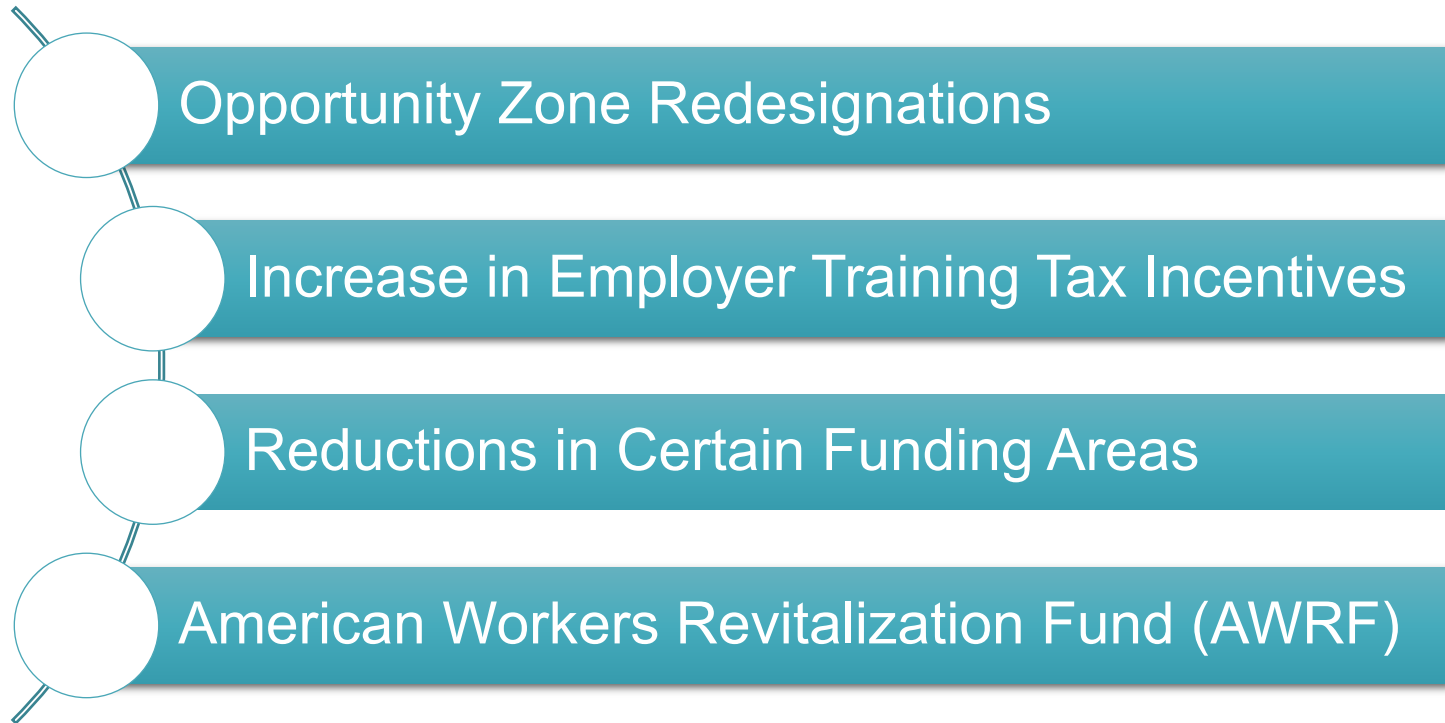 Opportunity Zone Redesignations
Increase in Employer Training Tax Incentives
Reductions in Certain Funding Areas
American Workers Revitalization Fund (AWRF)